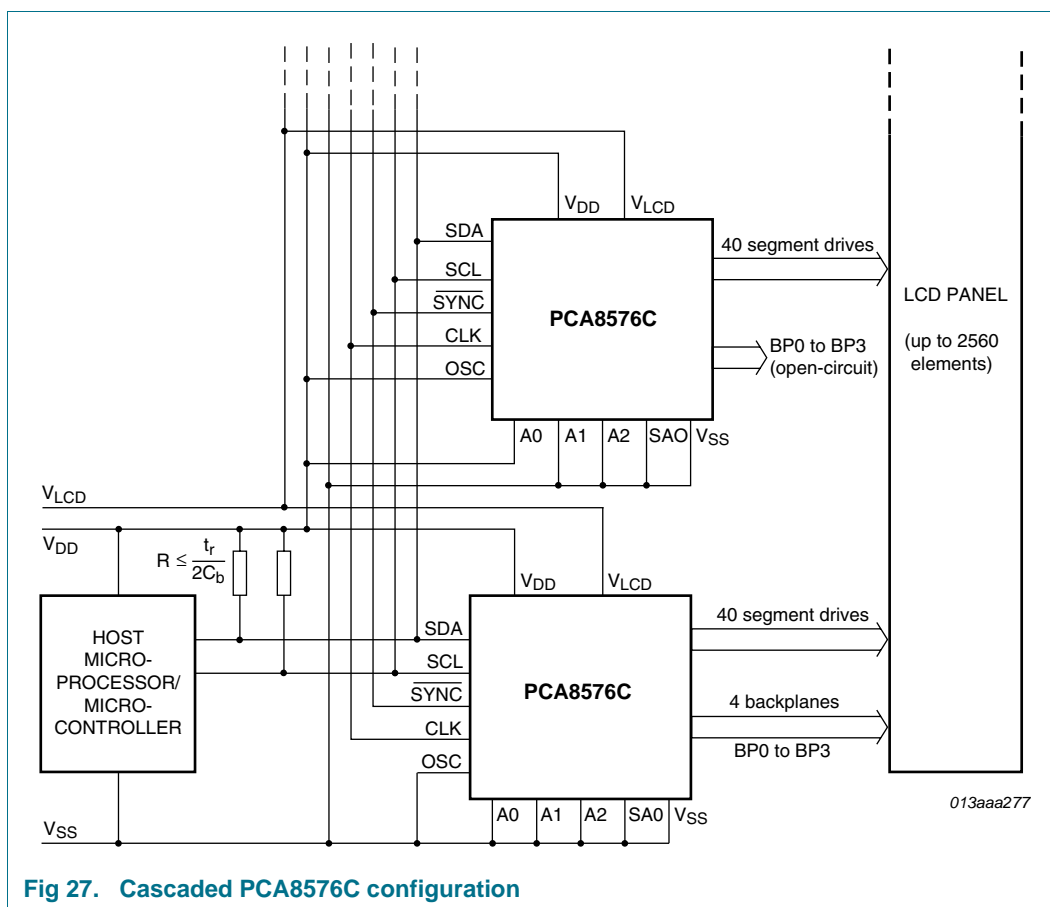 VDD
VLCD
SDA
SCL
SYNC
CLK
OSC
PCA8576C
40 segment drives
BP0 to BP3
(open-circuit)
LCD PANEL
(up to 2560
elements)
A0
A1
A2
SAO
VSS
VLCD
VDD
R ≤ tr/2Cb
HOST
MICRO-
PROCESSOR/
MICRO-
CONTROLLER
VSS
VDD
VLCD
SDA
SCL
SYNC
CLK
OSC
PCA8576C
40 segment drives
4 backplanes
BP0 to BP3
A0
A1
A2
SA0
VSS
013aaa277
Fig 27. Cascaded PCA8576C configuration